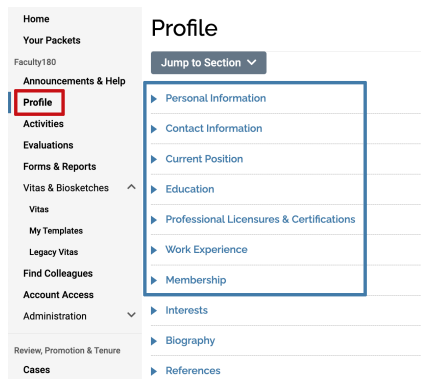 Home
Your Packets
Faculty180
Announcements & Help
Profile
Activities
Evaluations
Forms & Reports
Vitas & Biosketches
Vitas
My Templates
Legacy Vitas
Find Colleagues
Account Access
Administration
Review, Promotion & Tenure
Cases
Profile
Jump to Section
Personal Information
Contact Information
Current Position
Education
Professional Licensures & Certifications
Work Experience
Membership
Interests
Biography
References